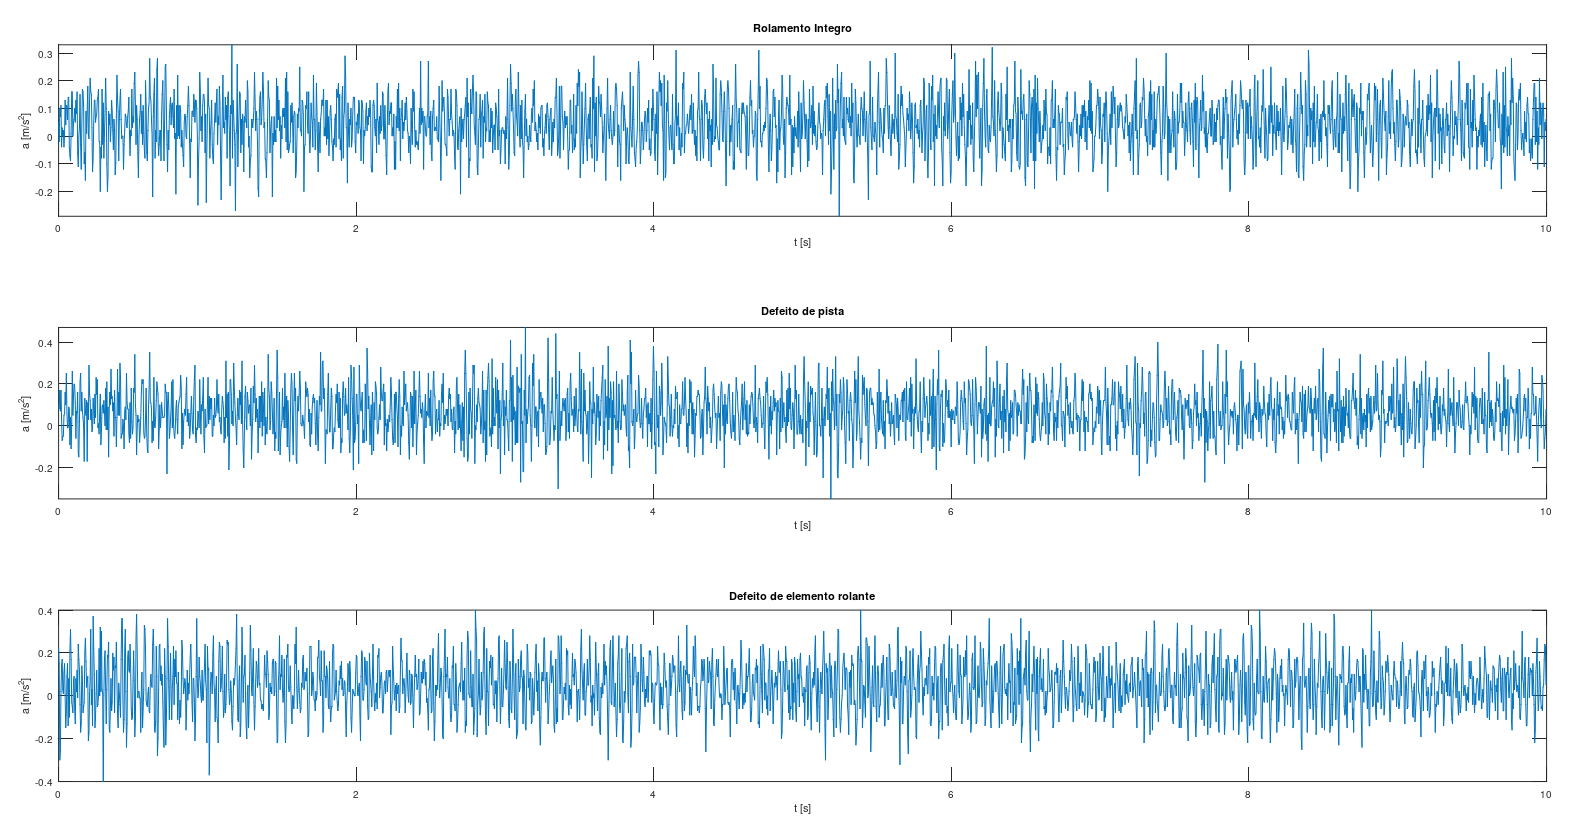 Rolamento Integro
0.3
0.2
0.1
0
-0.1
-0.2
a [m/s²]
0 2 4 6 8 10
t [s]
Defeito de pista
0.4
0.2
0
-0.2
a [m/s²]
0 2 4 6 8 10
t [s]
Defeito de elemento rolante
0.4
0.2
0
-0.2
-0.4
a [m/s²]
0 2 4 6 8 10
t [s]